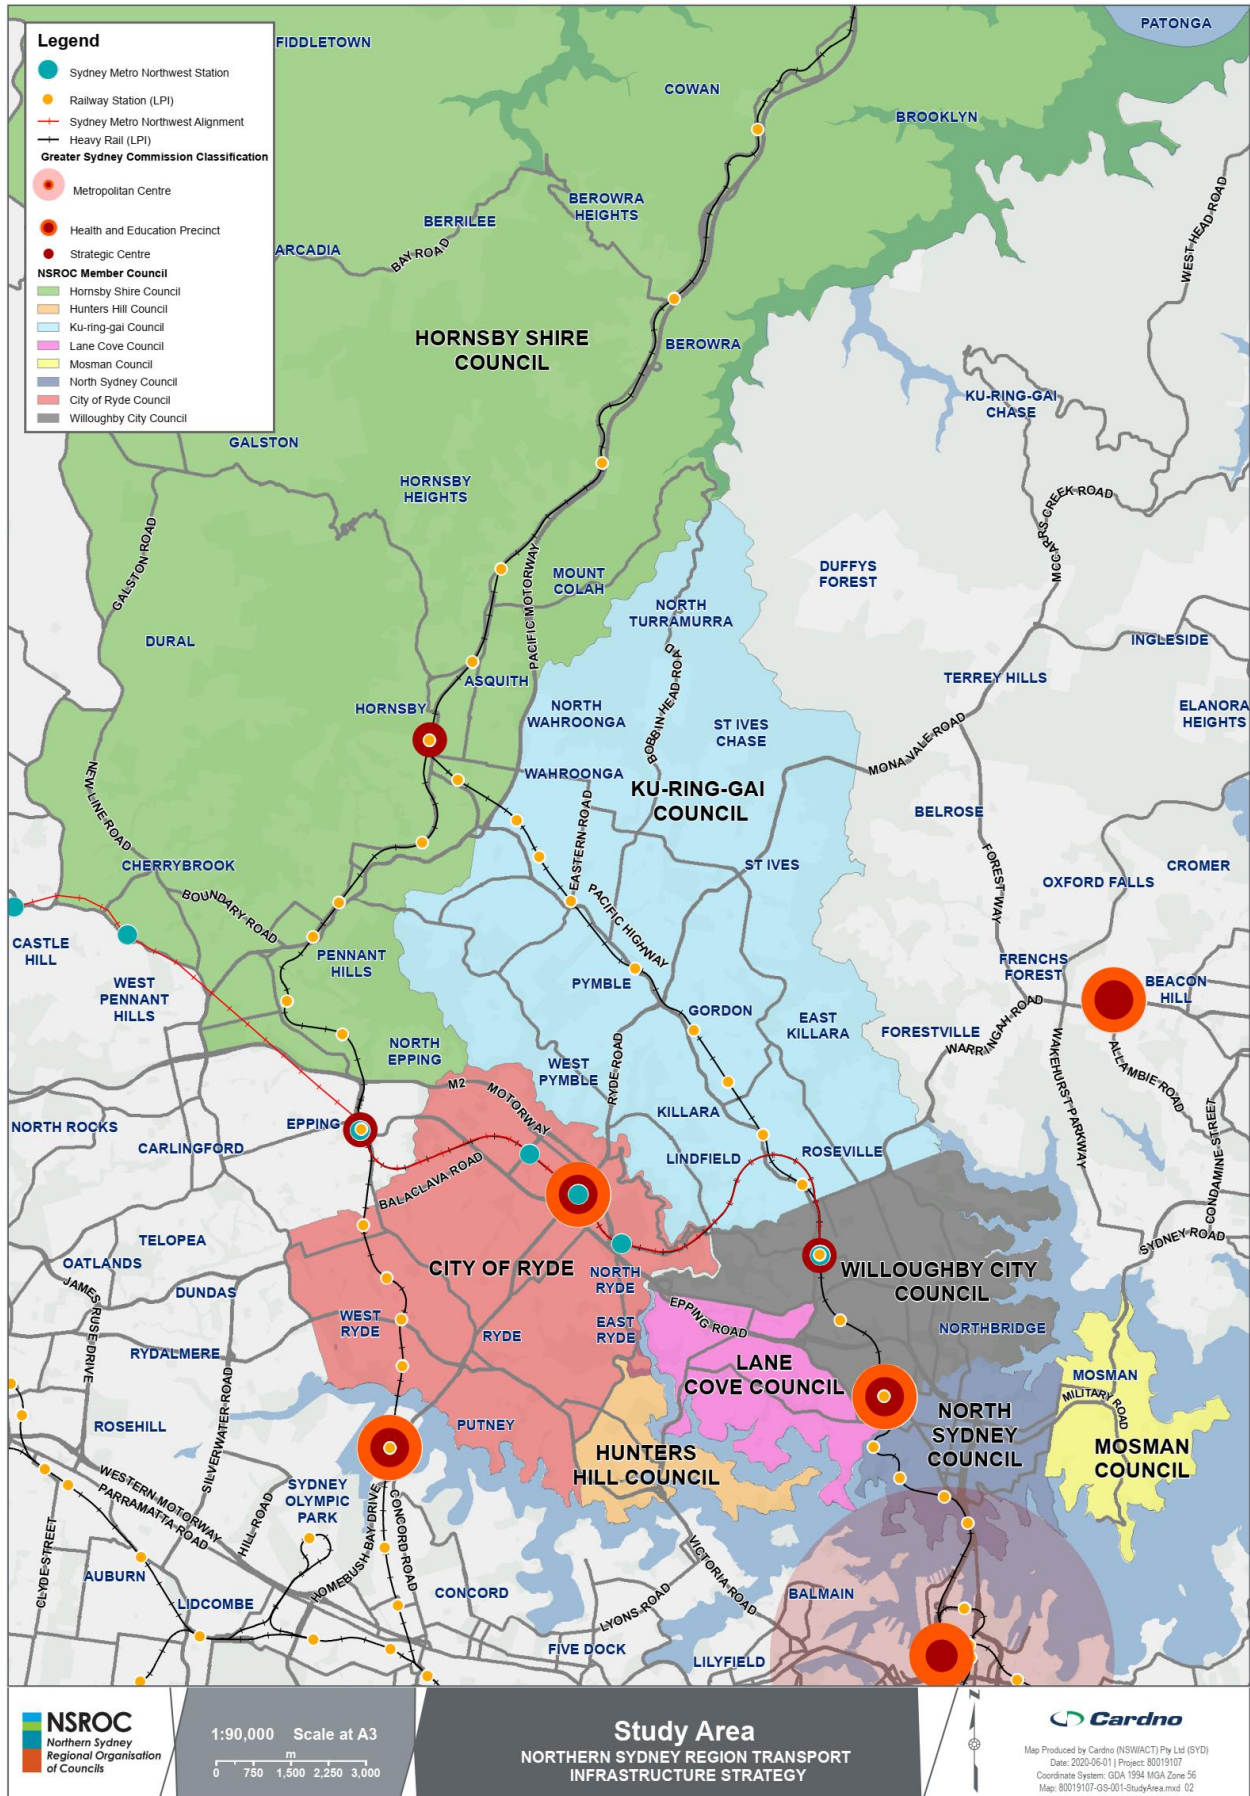 Legend
Sydney Metro Northwest Station
Railway Station (LPI)
Sydney Metro Northwest Alignment
Heavy Rail (LPI)
Greater Sydney Commission Classification
Metropolitan Centre
Health and Education Precinct
Strategic Centre
NSROC Member Council
Hornsby Shire Council
Hunters Hill Council
Ku-ring-gai Council
Lane Cove Council
Mosman Council
North Sydney Council
City of Ryde Council
Willoughby City Council
FIDDLETOWN
PATONGA
COWAN
BROOKLYN
BEROWRA
HEIGHTS
BERRILEE
ARCADIA
BAY ROAD
WEST HEAD ROAD
HORNSBY SHIRE
COUNCIL
BEROWRA
KU-RING-GAI
CHASE
GALSTON
HORNSBY
HEIGHTS
MCCARRS CREEK ROAD
GALSTON ROAD
PACIFIC MOTORWAY
MOUNT
COLAH
DUFFYS
FOREST
NORTH
TURRAMURRA
DURAL
INGLESIDE
BOBBIN HEAD ROAD
ASQUITH
TERREY HILLS
HORNSBY
NORTH
WAHROONGA
ST IVES
CHASE
ELANORA
HEIGHTS
MONA VALE ROAD
WAHROONGA
KU-RING-GAI
COUNCIL
NEW LINE ROAD
EASTERN ROAD
BELROSE
CHERRYBROOK
ST IVES
FOREST WAY
CROMER
OXFORD FALLS
BOUNDARY ROAD
PACIFIC HIGHWAY
CASTLE
HILL
PENNANT
HILLS
WEST
PENNANT
HILLS
PYMBLE
FRENCHS
FOREST
BEACON
HILL
GORDON
EAST
KILLARA
FORESTVILLE
WARRINGAH ROAD
NORTH
EPPING
WEST
PYMBLE
RYDE ROAD
WAKEHURST PARKWAY
ALLAMBIE ROAD
M2
MOTORWAY
NORTH ROCKS
EPPING
KILLARA
CARLINGFORD
LINDFIELD
ROSEVILLE
CONDAMINE STREET
BALACLAVA ROAD
TELOPEA
SYDNEY ROAD
OATLANDS
CITY OF RYDE
NORTH
RYDE
WILLOUGHBY CITY
COUNCIL
DUNDAS
JAMES RUSE DRIVE
EPPING ROAD
WEST
RYDE
RYDE
EAST
RYDE
NORTHBRIDGE
RYDALMERE
LANE
COVE COUNCIL
MOSMAN
MILITARY ROAD
SILVERWATER ROAD
ROSEHILL
PUTNEY
NORTH
SYDNEY
COUNCIL
HUNTERS
HILL COUNCIL
MOSMAN
COUNCIL
WESTERN MOTORWAY
PARRAMATTA ROAD
SYDNEY
OLYMPIC
PARK
HILL ROAD
HOMEBUSH BAY DRIVE
CONCORD ROAD
CLYDE STREET
VICTORIA ROAD
AUBURN
CONCORD
BALMAIN
LIDCOMBE
LYONS ROAD
FIVE DOCK
LILYFIELD
NSROC
Northern Sydney
Regional Organisation
of Councils
1:90,000 Scale at A3
m
0 750 1,500 2,250 3,000
Study Area
NORTHERN SYDNEY REGION TRANSPORT
INFRASTRUCTURE STRATEGY
N
Cardno
Map Produced by Cardno (NSW/ACT) Pty Ltd (SYD)
Date: 2020-06-01 | Project: 80019107
Coordinate System: GDA 1994 MGA Zone 56
Map: 80019107-GS-001-StudyArea.mxd 02